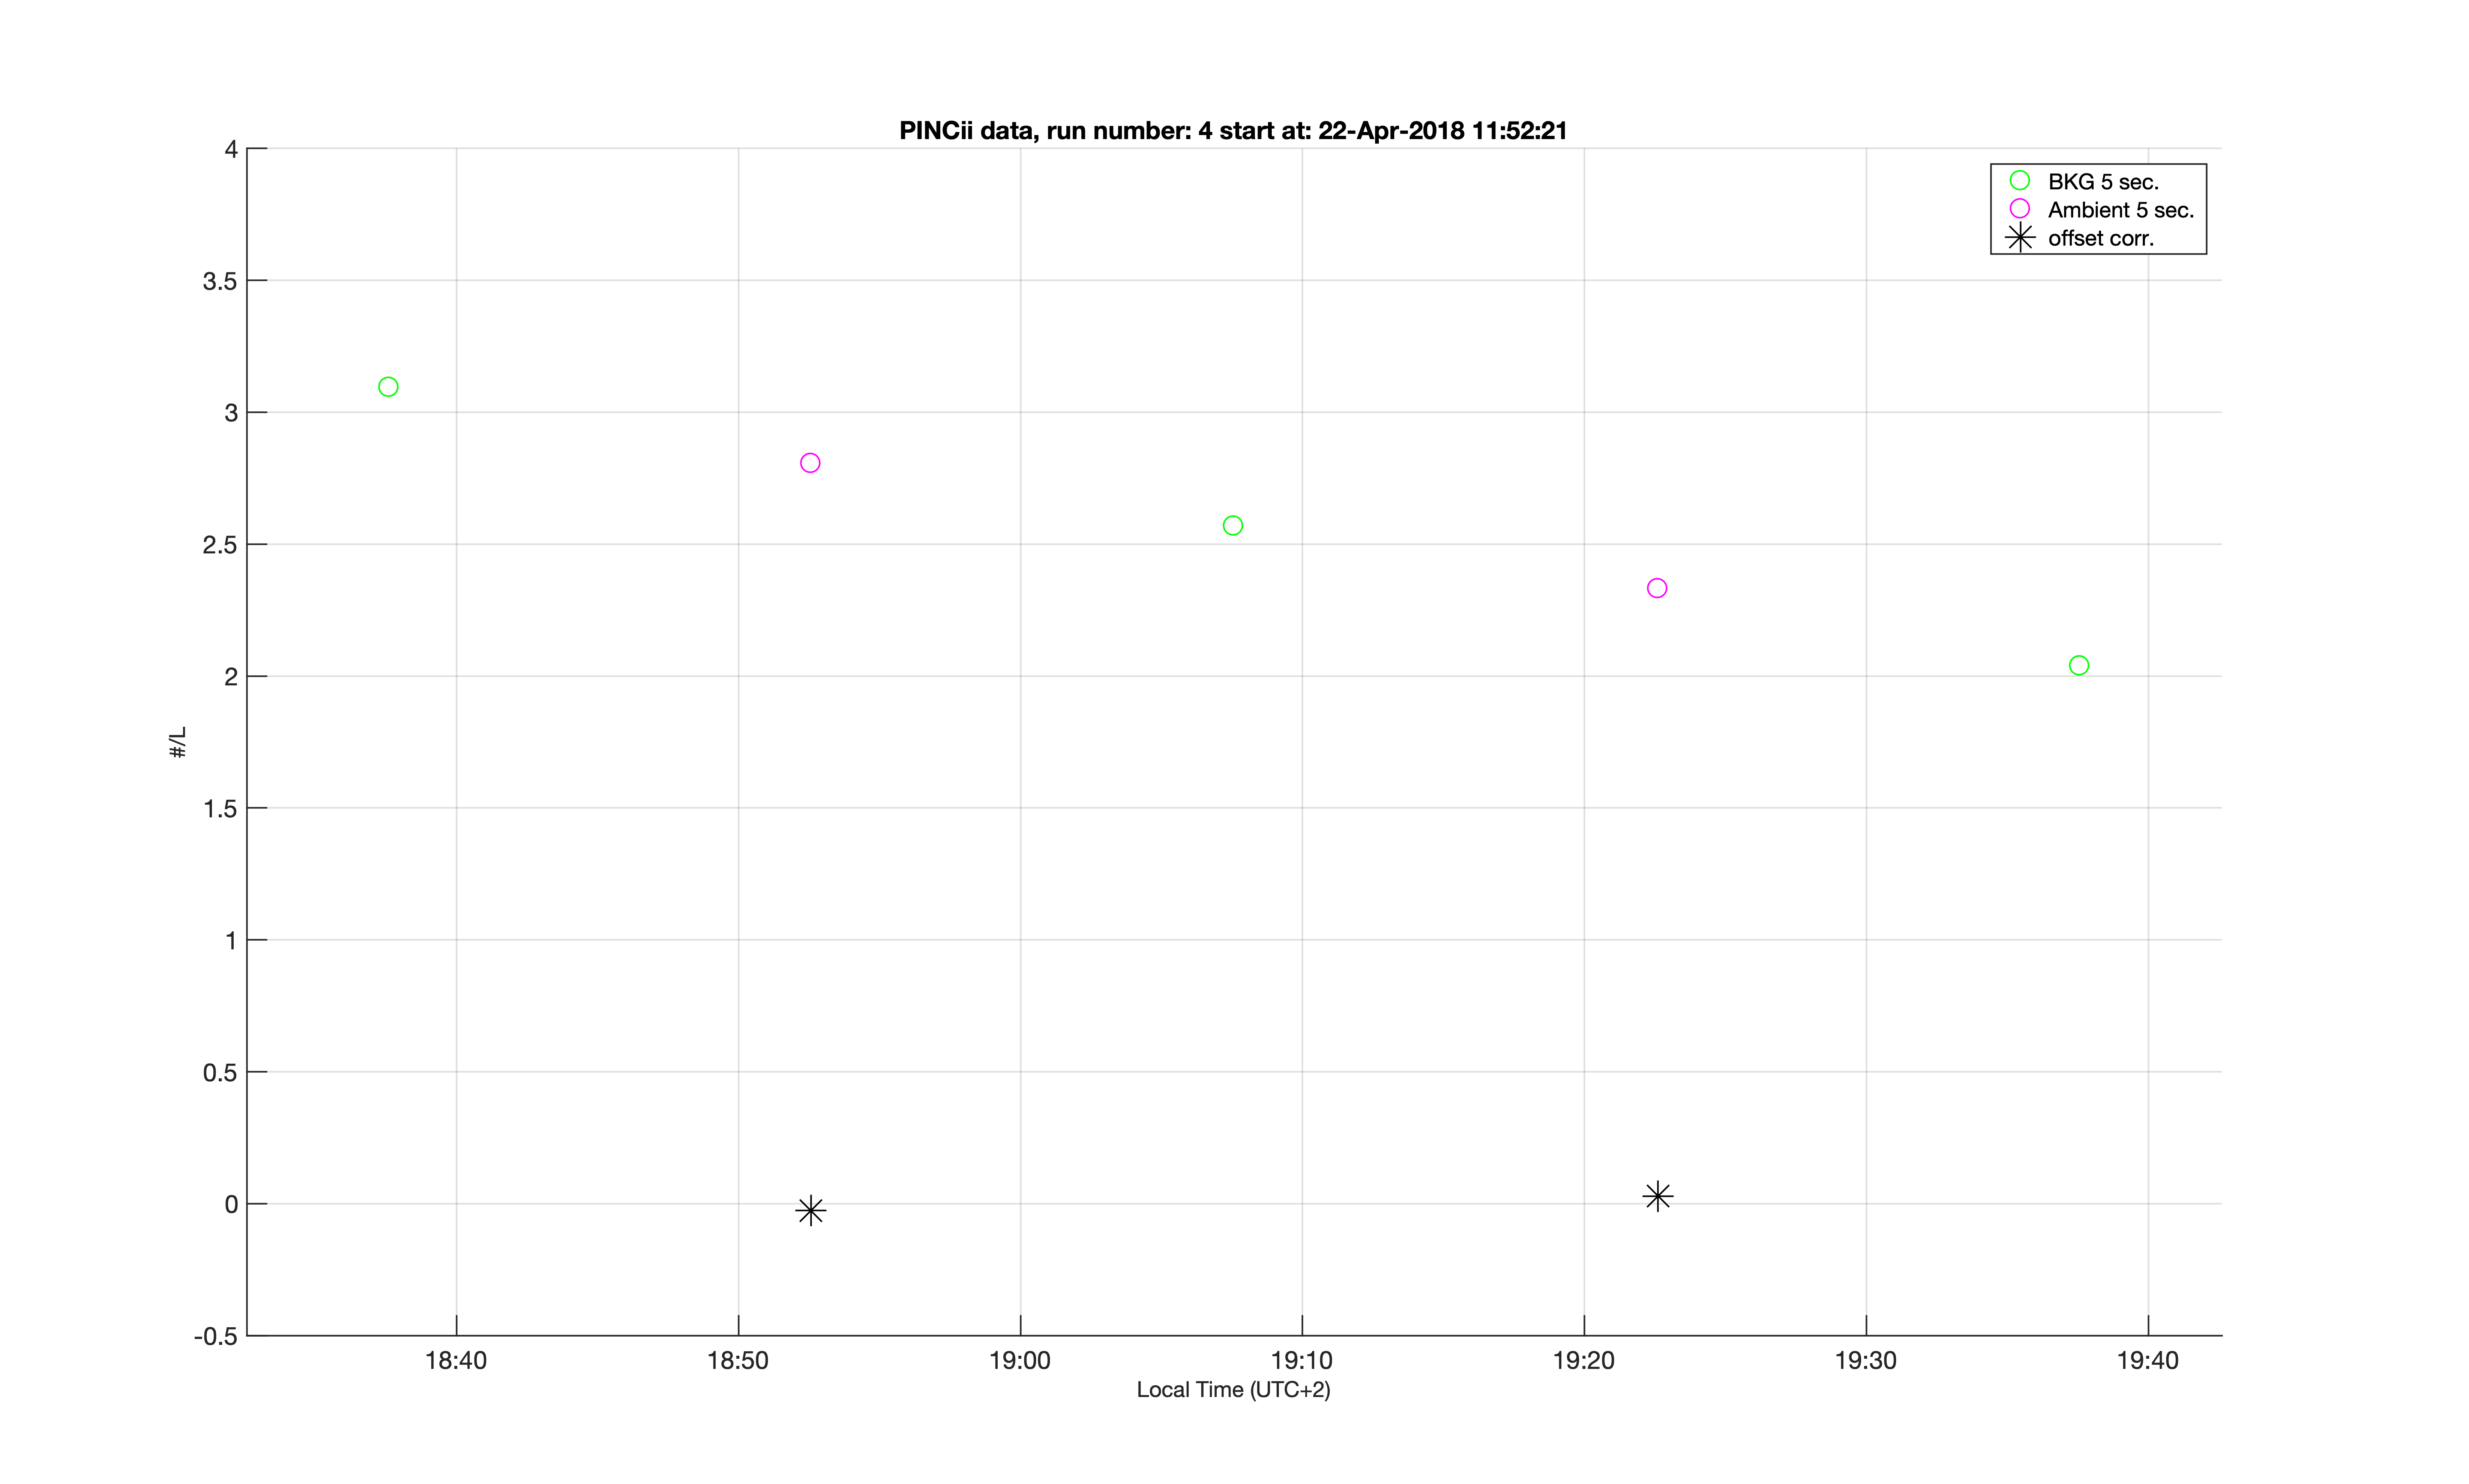 PINCii data, run number: 4 start at: 22-Apr-2018 11:52:21
BKG 5 sec.
Ambient 5 sec.
offset corr.
4
3.5
3
2.5
2
1.5
1
0.5
0
-0.5
#/L
18:40 18:50 19:00 19:10 19:20 19:30 19:40
Local Time (UTC+2)